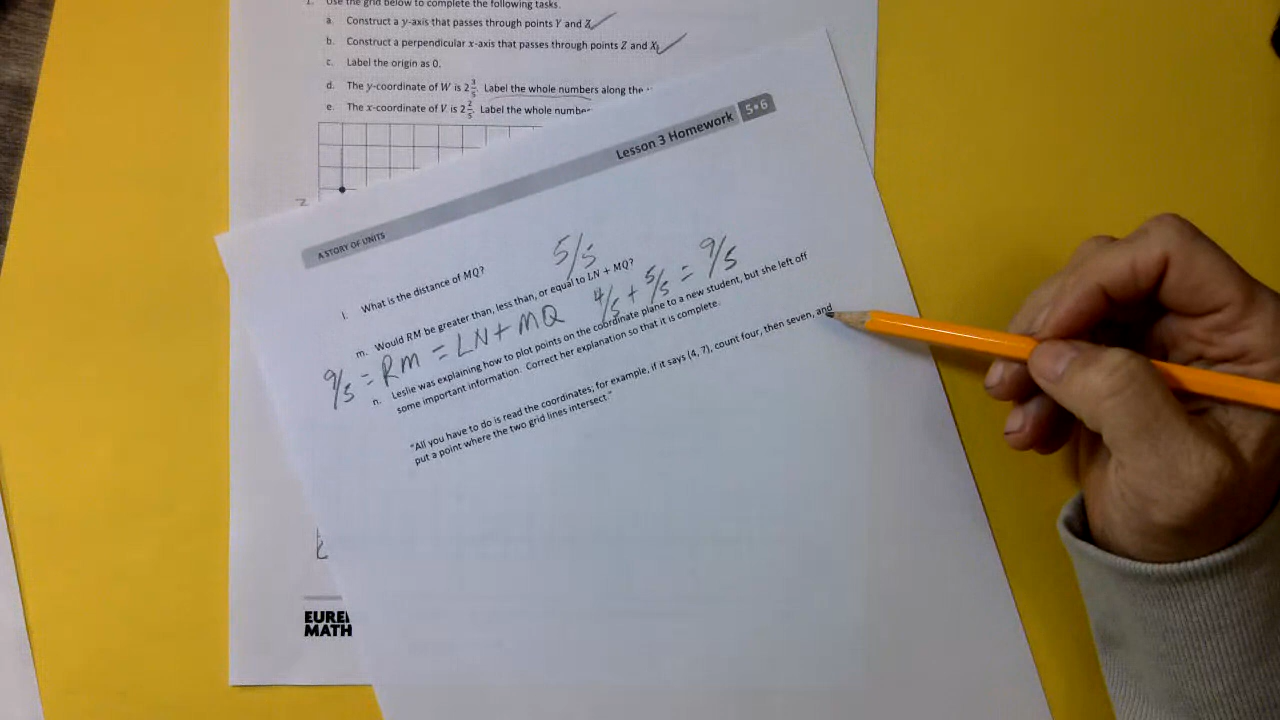 1. Use the grid below to complete the following tasks.
a. Construct a y-axis that passes through points Y and Z.
b. Construct a perpendicular x-axis that passes through points Z and X.
c. Label the origin as 0.
d. The y-coordinate of W is 2 3/5. Label the whole numbers along the
e. The x-coordinate of V is 2 2/5. Label the whole
Lesson 3 Homework 5•6
A STORY OF UNITS
l. What is the distance of MQ?
5/5
m. Would RM be greater than, less than, or equal to LN + MQ?
9/5 = RM = LN + MQ 4/5 + 5/5 = 9/5
n. Leslie was explaining how to plot points on the coordinate plane to a new student, but she left off
some important information. Correct her explanation so that it is complete.
"All you have to do is read the coordinates; for example, if it says (4, 7), count four, then seven, and
put a point where the two grid lines intersect."
MATH